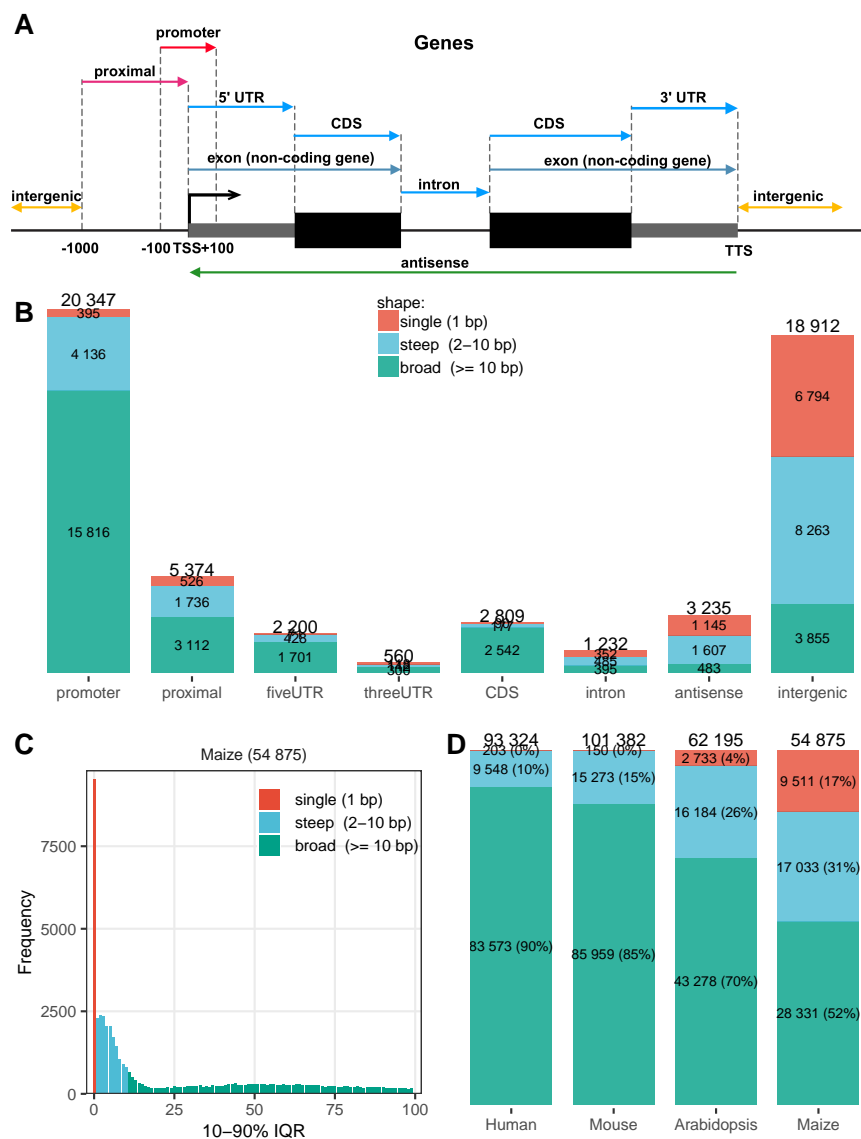 A
promoter
Genes
proximal
5' UTR
3' UTR
CDS
CDS
exon (non-coding gene)
exon (non-coding gene)
intergenic
intron
intergenic
-1000
-100 TSS+100
TTS
antisense
B
shape:
single (1 bp)
steep (2−10 bp)
broad (>= 10 bp)
20 347
395
4 136
15 816
5 374
526
1 736
3 112
2 200
428
1 701
560
2 809
2 542
1 232
352
485
395
3 235
1 145
1 607
483
18 912
6 794
8 263
3 855
promoter
proximal
fiveUTR
threeUTR
CDS
intron
antisense
intergenic
C
Maize (54 875)
single (1 bp)
steep (2−10 bp)
broad (>= 10 bp)
Frequency
7500
5000
2500
0
0
25
50
75
100
10−90% IQR
D
93 324
203 (0%)
9 548 (10%)
83 573 (90%)
101 382
150 (0%)
15 273 (15%)
85 959 (85%)
62 195
2 733 (4%)
16 184 (26%)
43 278 (70%)
54 875
9 511 (17%)
17 033 (31%)
28 331 (52%)
Human
Mouse
Arabidopsis
Maize